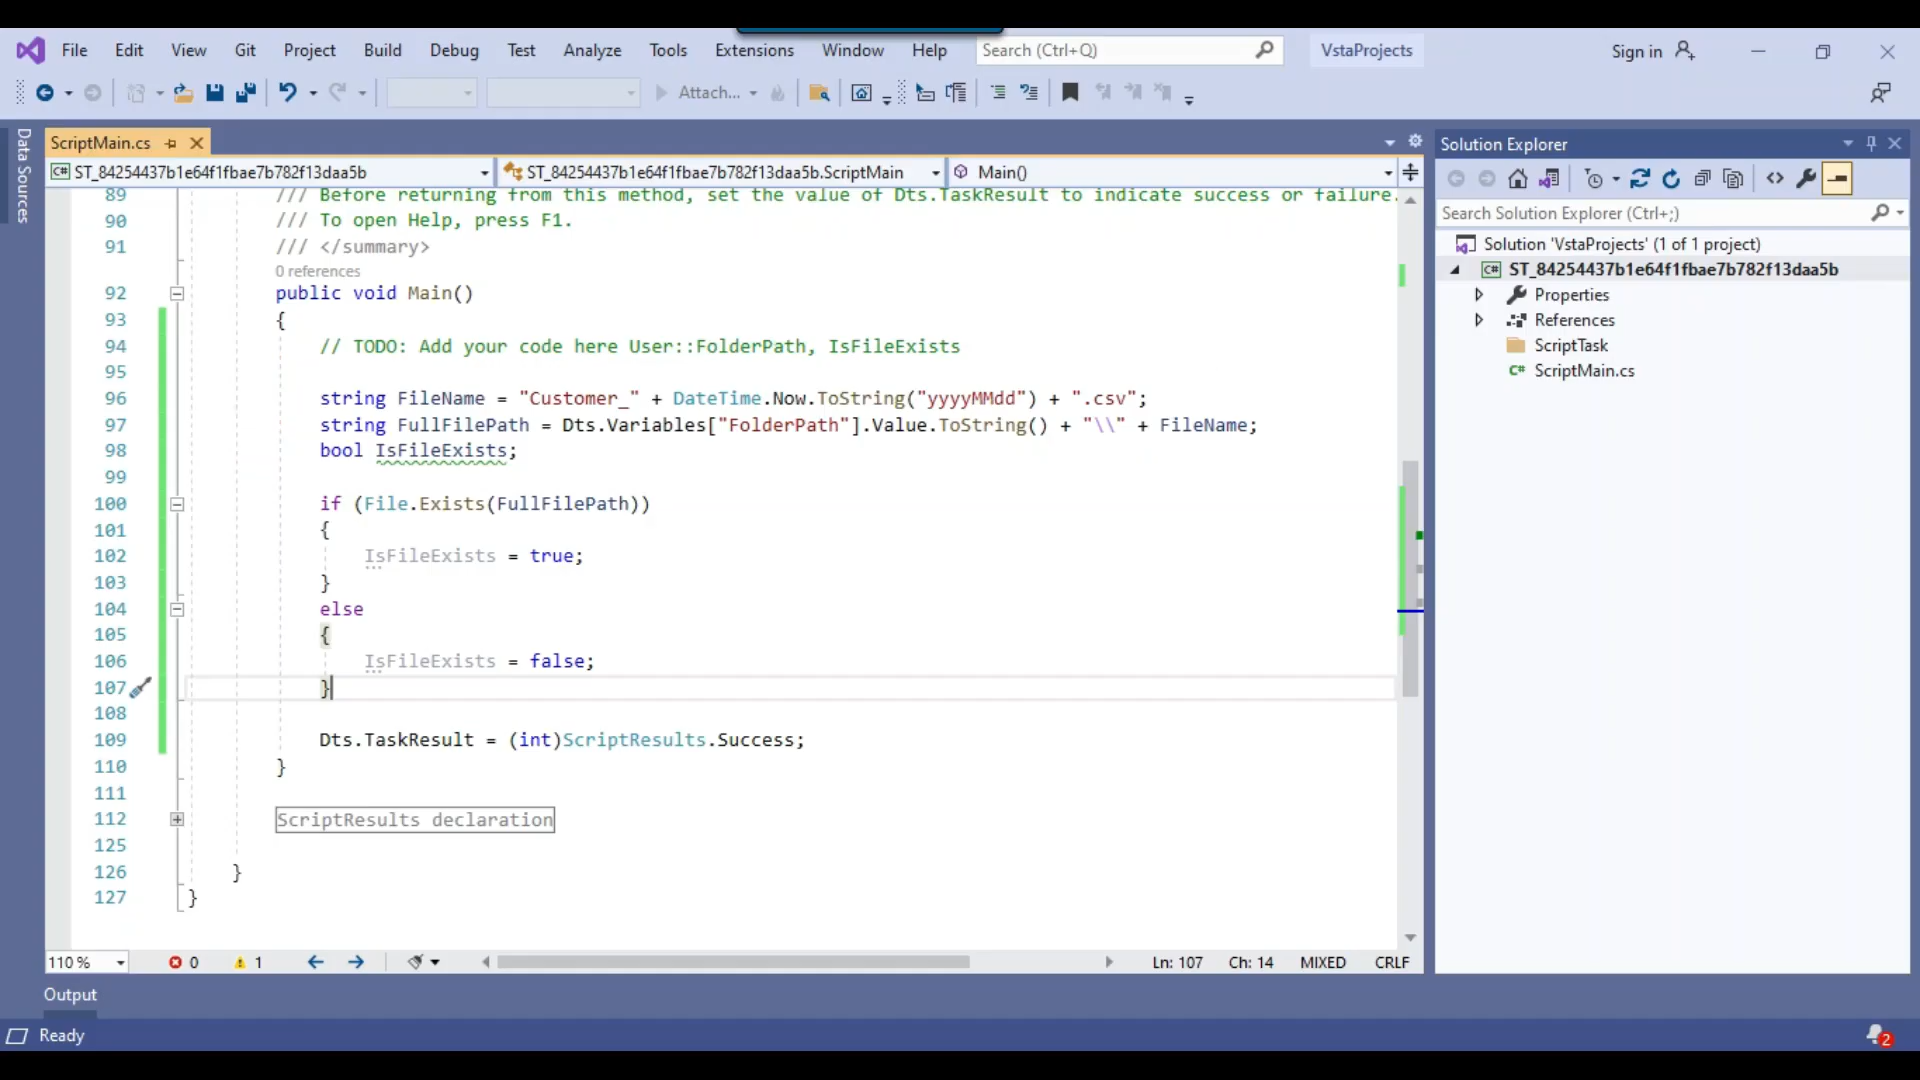 File Edit View Git Project Build Debug Test Analyze Tools Extensions Window Help Search (Ctrl+Q) VstaProjects Sign in
Attach...
Data Sources
ScriptMain.cs
C# ST_84254437b1e64f1fbae7b782f13daa5b ST_84254437b1e64f1fbae7b782f13daa5b.ScriptMain Main()
89 /// Before returning from this method, set the value of Dts.TaskResult to indicate success or failure.
90 /// To open Help, press F1.
91 /// </summary>
0 references
92 public void Main()
93 {
94 // TODO: Add your code here User::FolderPath, IsFileExists
95
96 string FileName = "Customer_" + DateTime.Now.ToString("yyyyMMdd") + ".csv";
97 string FullFilePath = Dts.Variables["FolderPath"].Value.ToString() + "\\" + FileName;
98 bool IsFileExists;
99
100 if (File.Exists(FullFilePath))
101 {
102 IsFileExists = true;
103 }
104 else
105 {
106 IsFileExists = false;
107 }
108
109 Dts.TaskResult = (int)ScriptResults.Success;
110 }
111
112 ScriptResults declaration
125
126 }
127 }
110 % 0 1 Ln: 107 Ch: 14 MIXED CRLF
Solution Explorer
Search Solution Explorer (Ctrl+;)
Solution 'VstaProjects' (1 of 1 project)
C# ST_84254437b1e64f1fbae7b782f13daa5b
Properties
References
ScriptTask
C# ScriptMain.cs
Output
Ready
2